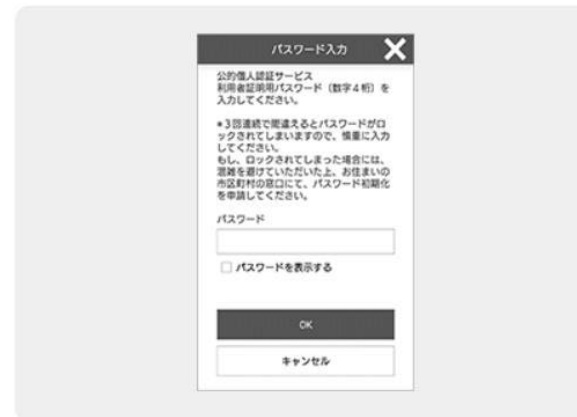 パスワード入力
公的個人認証サービス
利用者証明用パスワード（数字４桁）を
入力してください。
*３回連続で間違えるとパスワードがロ
ックされてしまいますので、慎重に入力
してください。
もし、ロックされてしまった場合には、
混雑を避けていただいた上、お住まいの
市区町村の窓口にて、パスワード初期化
を申請してください。
パスワード
パスワードを表示する
OK
キャンセル